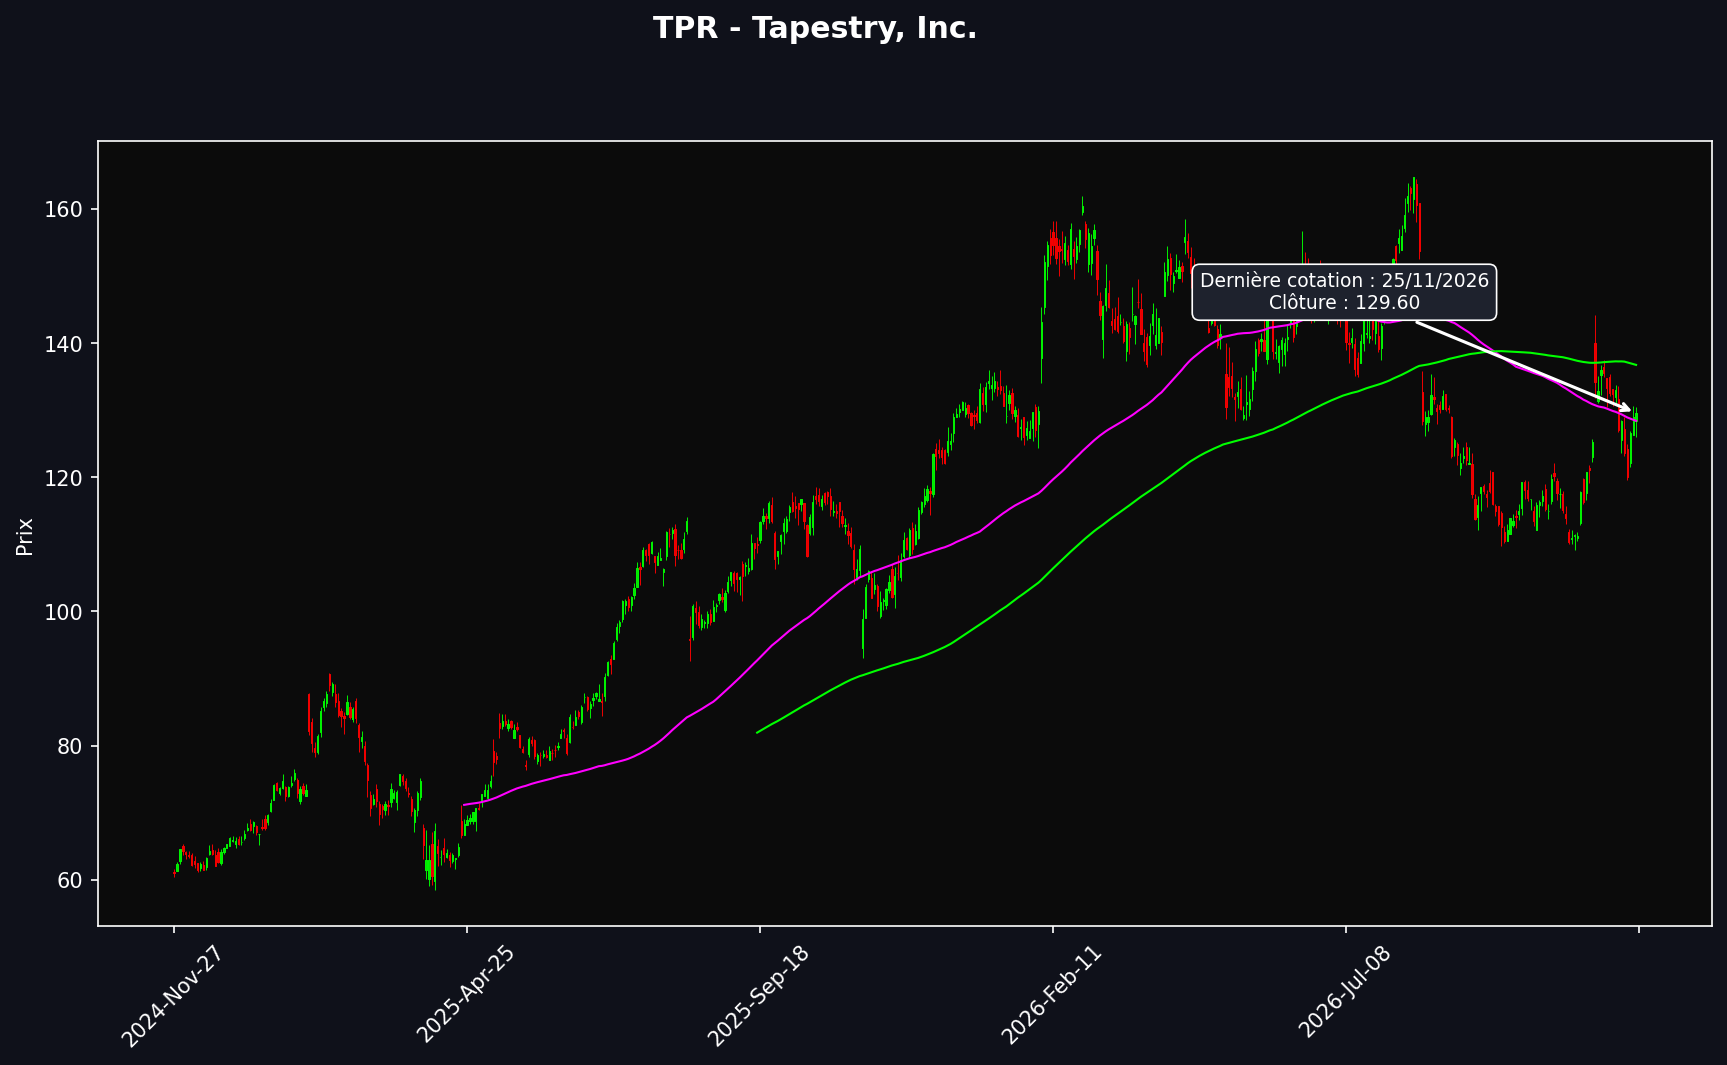 TPR - Tapestry, Inc.
160
140
120
100
80
60
Prix
Dernière cotation : 25/11/2026
Clôture : 129.60
2024-Nov-27
2025-Apr-25
2025-Sep-18
2026-Feb-11
2026-Jul-08